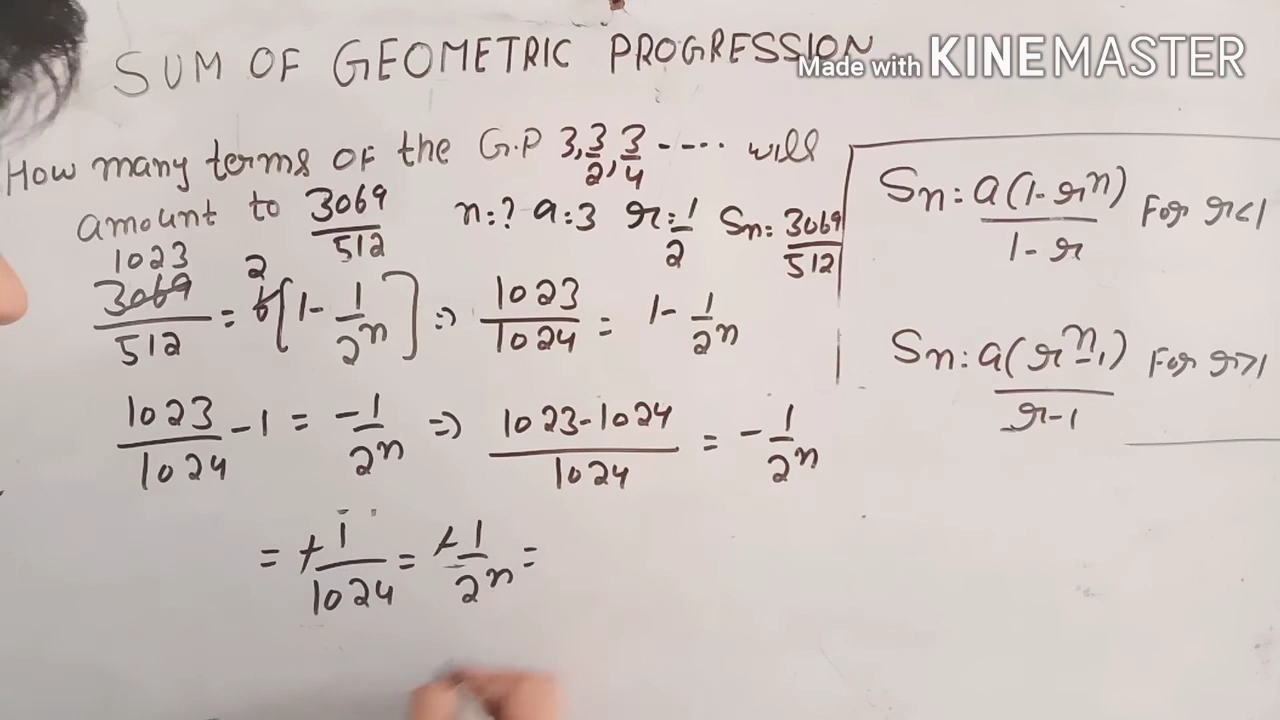 SUM OF GEOMETRIC PROGRESSION
Made with KINEMASTER
How many terms OF the G.P 3, 3/2, 3/4 ---- will
amount to 3069/512 n:? a:3 r:1/2 Sn: 3069/512
1023 2
3069/512 = 6[1 - 1/2^n] => 1023/1024 = 1 - 1/2^n
1023/1024 - 1 = -1/2^n => 1023-1024/1024 = -1/2^n
= +1/1024 = +1/2^n =
Sn: a(1-r^n)/1-r For r<1
Sn: a(r^n-1)/r-1 For r>1